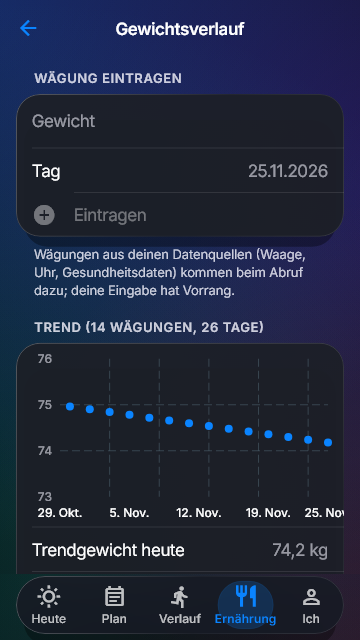 Gewichtsverlauf
WÄGUNG EINTRAGEN
Gewicht
Tag 25.11.2026
Eintragen
Wägungen aus deinen Datenquellen (Waage,
Uhr, Gesundheitsdaten) kommen beim Abruf
dazu; deine Eingabe hat Vorrang.
TREND (14 WÄGUNGEN, 26 TAGE)
76
75
74
73
29. Okt. 5. Nov. 12. Nov. 19. Nov. 25. Nov
Trendgewicht heute 74,2 kg
Heute Plan Verlauf Ernährung Ich